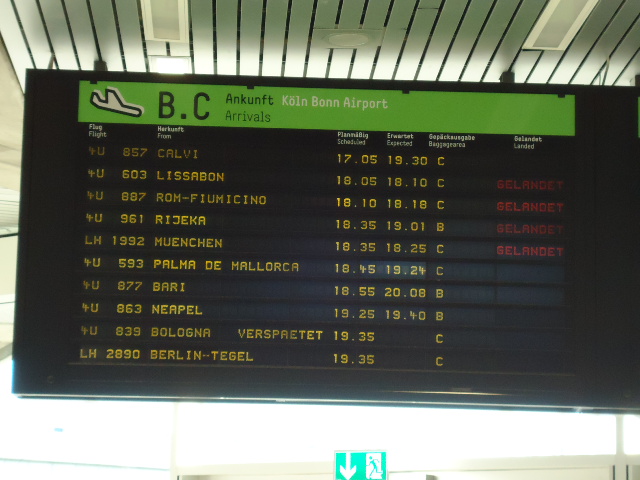 B.C Ankunft Köln Bonn Airport
Arrivals
Flug Herkunft Planmäßig Erwartet Gepäckausgabe Gelandet
Flight From Scheduled Expected Baggagearea Landed
4U 857 CALVI 17.05 19.30 C
4U 603 LISSABON 18.05 18.10 C GELANDET
4U 887 ROM-FIUMICINO 18.10 18.18 C GELANDET
4U 961 RIJEKA 18.35 19.01 B GELANDET
LH 1992 MUENCHEN 18.35 18.25 C GELANDET
4U 593 PALMA DE MALLORCA 18.45 19.24 C
4U 877 BARI 18.55 20.08 B
4U 863 NEAPEL 19.25 19.40 B
4U 839 BOLOGNA VERSPAETET 19.35 C
LH 2890 BERLIN-TEGEL 19.35 C